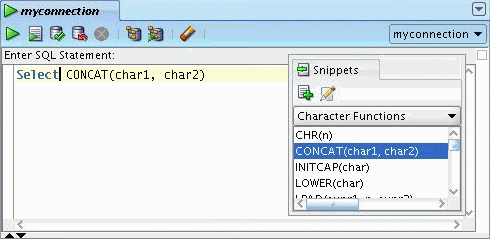 myconnection
myconnection
Enter SQL Statement:
Select CONCAT(char1, char2)
Snippets
Character Functions
CHR(n)
CONCAT(char1, char2)
INITCAP(char)
LOWER(char)